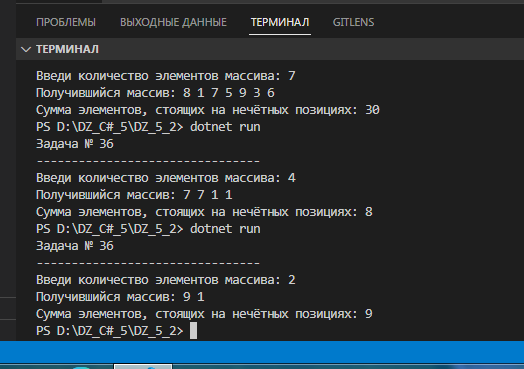 ПРОБЛЕМЫ ВЫХОДНЫЕ ДАННЫЕ ТЕРМИНАЛ GITLENS
ТЕРМИНАЛ
Введи количество элементов массива: 7
Получившийся массив: 8 1 7 5 9 3 6
Сумма элементов, стоящих на нечётных позициях: 30
PS D:\DZ_C#_5\DZ_5_2> dotnet run
Задача № 36
-------------------------------
Введи количество элементов массива: 4
Получившийся массив: 7 7 1 1
Сумма элементов, стоящих на нечётных позициях: 8
PS D:\DZ_C#_5\DZ_5_2> dotnet run
Задача № 36
-------------------------------
Введи количество элементов массива: 2
Получившийся массив: 9 1
Сумма элементов, стоящих на нечётных позициях: 9
PS D:\DZ_C#_5\DZ_5_2>